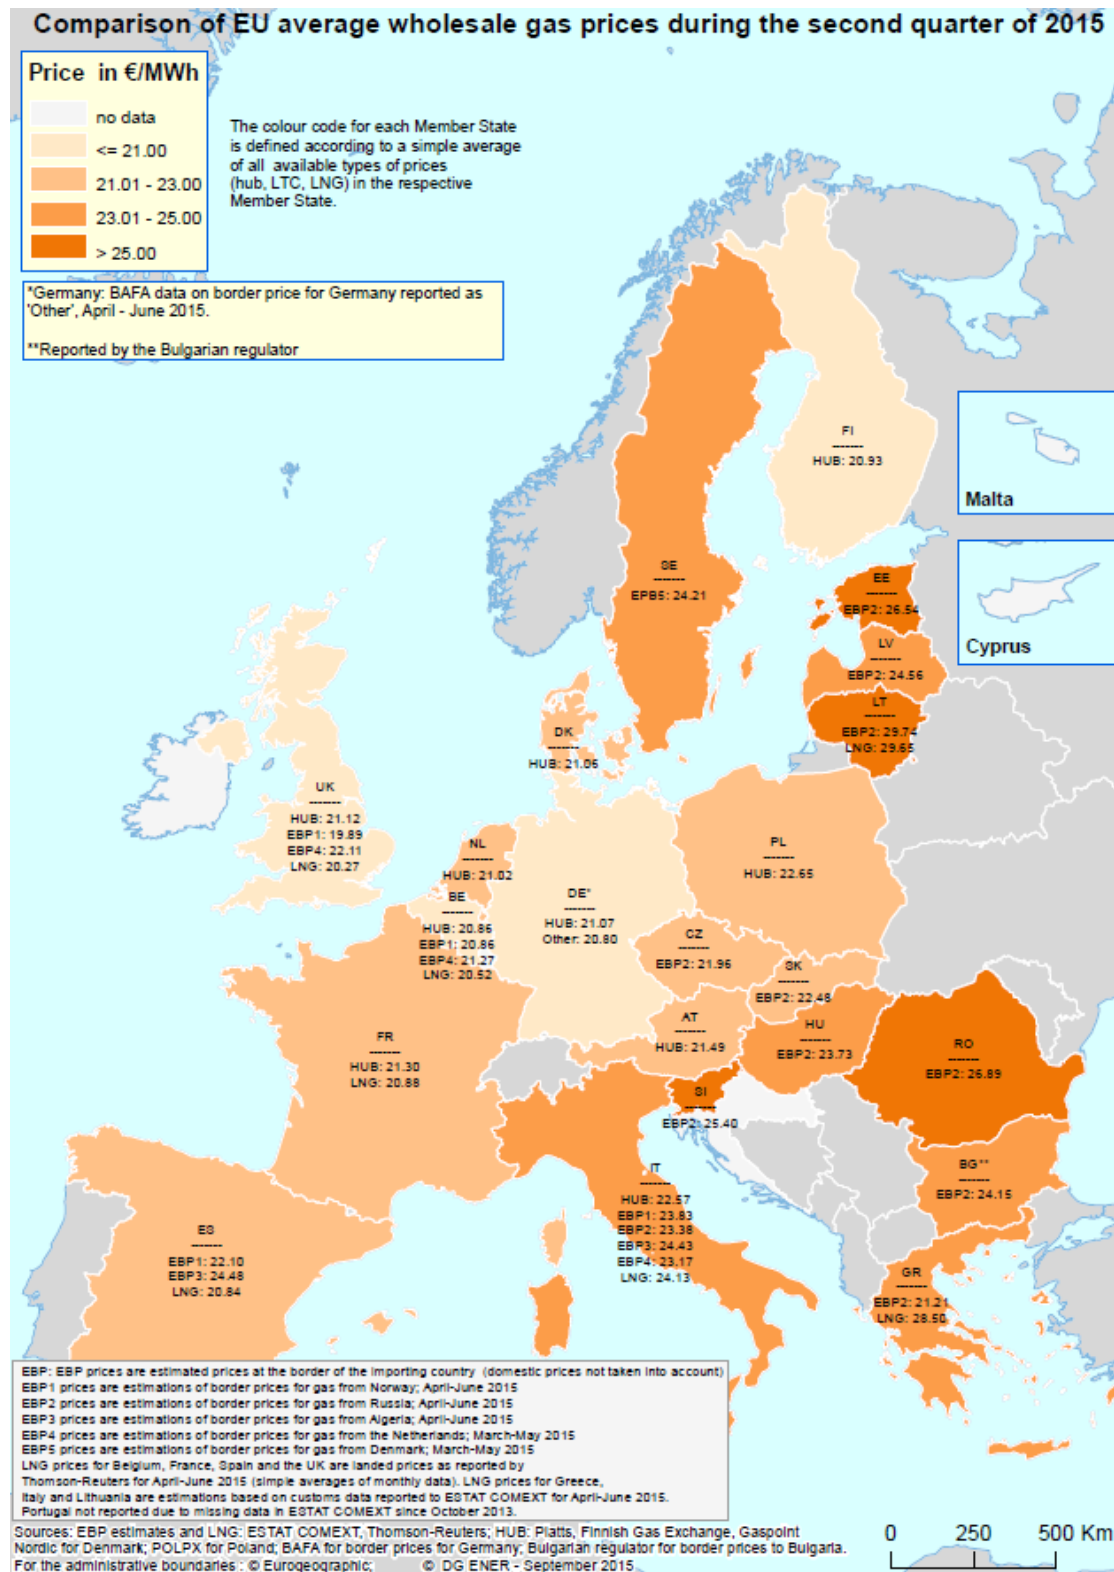 Comparison of EU average wholesale gas prices during the second quarter of 2015
Price in €/MWh
no data
<= 21.00
21.01 - 23.00
23.01 - 25.00
> 25.00
The colour code for each Member State
is defined according to a simple average
of all available types of prices
(hub, LTC, LNG) in the respective
Member State.
*Germany: BAFA data on border price for Germany reported as
'Other', April - June 2015.
**Reported by the Bulgarian regulator
FI
-------
HUB: 20.93
Malta
SE
-------
EPB5: 24.21
EE
-------
EBP2: 26.54
Cyprus
LV
-------
EBP2: 24.56
LT
-------
EBP2: 29.74
LNG: 29.65
DK
-------
HUB: 21.06
UK
-------
HUB: 21.12
EBP1: 19.89
EBP4: 22.11
LNG: 20.27
NL
-------
HUB: 21.02
PL
-------
HUB: 22.65
BE
-------
HUB: 20.86
EBP1: 20.86
EBP4: 21.27
LNG: 20.52
DE*
-------
HUB: 21.07
Other: 20.80
CZ
-------
EBP2: 21.96
SK
-------
EBP2: 22.48
AT
-------
HUB: 21.49
HU
-------
EBP2: 23.73
FR
-------
HUB: 21.30
LNG: 20.88
RO
-------
EBP2: 26.89
SI
-------
EBP2: 25.40
IT
-------
HUB: 22.57
EBP1: 23.83
EBP2: 23.38
EBP3: 24.43
EBP4: 23.17
LNG: 24.13
BG**
-------
EBP2: 24.15
ES
-------
EBP1: 22.10
EBP3: 24.48
LNG: 20.84
GR
-------
EBP2: 21.21
LNG: 28.50
EBP: EBP prices are estimated prices at the border of the importing country (domestic prices not taken into account)
EBP1 prices are estimations of border prices for gas from Norway; April-June 2015
EBP2 prices are estimations of border prices for gas from Russia; April-June 2015
EBP3 prices are estimations of border prices for gas from Algeria; April-June 2015
EBP4 prices are estimations of border prices for gas from the Netherlands; March-May 2015
EBP5 prices are estimations of border prices for gas from Denmark; March-May 2015
LNG prices for Belgium, France, Spain and the UK are landed prices as reported by
Thomson-Reuters for April-June 2015 (simple averages of monthly data). LNG prices for Greece,
Italy and Lithuania are estimations based on customs data reported to ESTAT COMEXT for April-June 2015.
Portugal not reported due to missing data in ESTAT COMEXT since October 2013.
Sources: EBP estimates and LNG: ESTAT COMEXT, Thomson-Reuters; HUB: Platts, Finnish Gas Exchange, Gaspoint
Nordic for Denmark; POLPX for Poland; BAFA for border prices for Germany; Bulgarian regulator for border prices to Bulgaria.
For the administrative boundaries : © Eurogeographic; © DG ENER - September 2015
0 250 500 Km